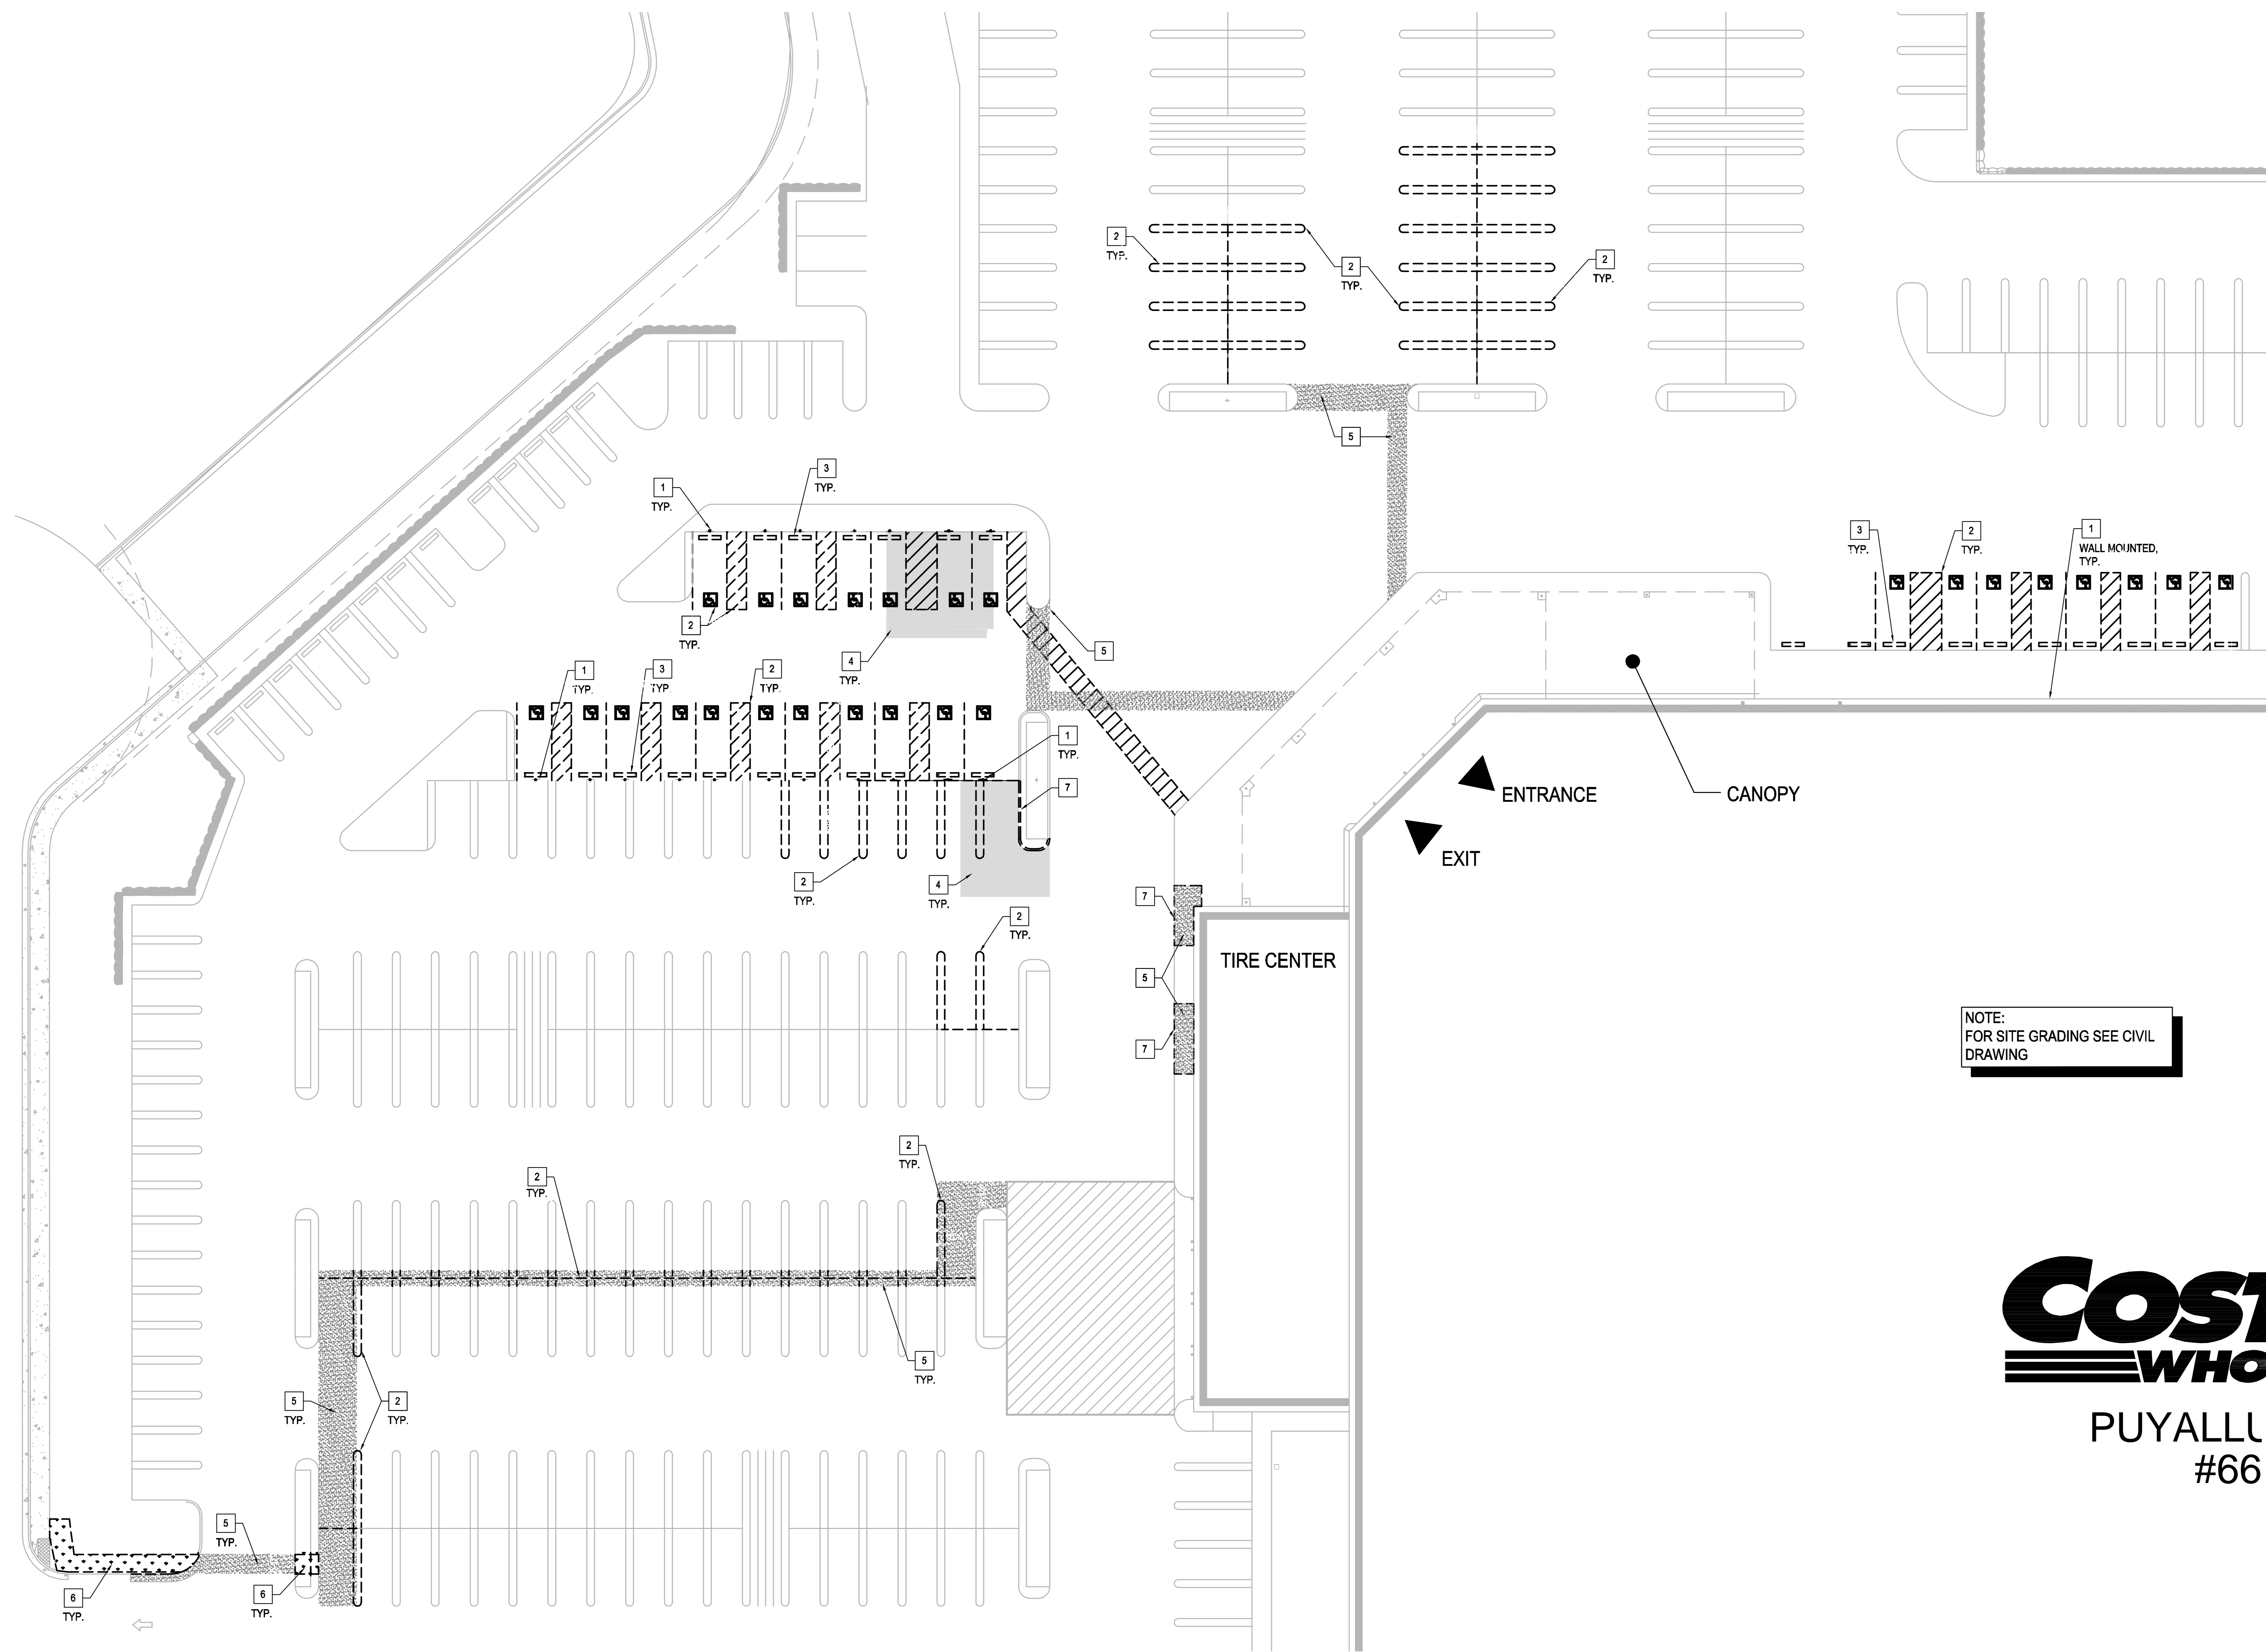 2
TYP.
2
TYP.
2
TYP.
5
3
TYP.
1
TYP.
3
TYP.
2
TYP.
1
WALL MOUNTED,
TYP.
2
TYP.
4
TYP.
5
1
TYP.
3
TYP.
2
TYP.
1
TYP.
7
ENTRANCE
CANOPY
EXIT
2
TYP.
4
TYP.
7
2
TYP.
TIRE CENTER
5
7
NOTE:
FOR SITE GRADING SEE CIVIL
DRAWING
2
TYP.
2
TYP.
5
TYP.
5
TYP.
2
TYP.
WHO
#66
5
TYP.
6
TYP.
6
TYP.